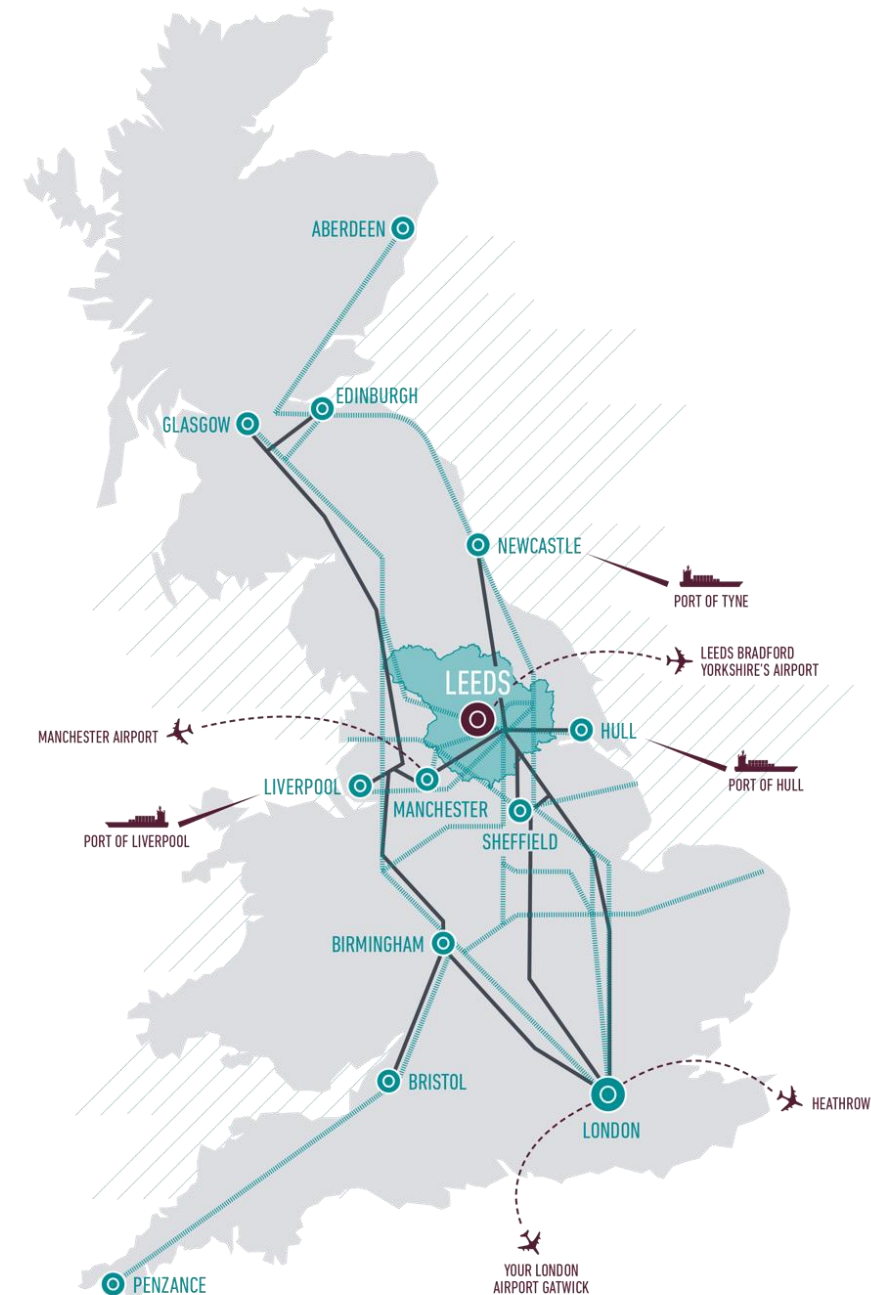 ABERDEEN
EDINBURGH
GLASGOW
NEWCASTLE
PORT OF TYNE
LEEDS BRADFORD
YORKSHIRE'S AIRPORT
LEEDS
MANCHESTER AIRPORT
HULL
PORT OF HULL
LIVERPOOL
MANCHESTER
PORT OF LIVERPOOL
SHEFFIELD
BIRMINGHAM
BRISTOL
HEATHROW
LONDON
YOUR LONDON
AIRPORT GATWICK
PENZANCE